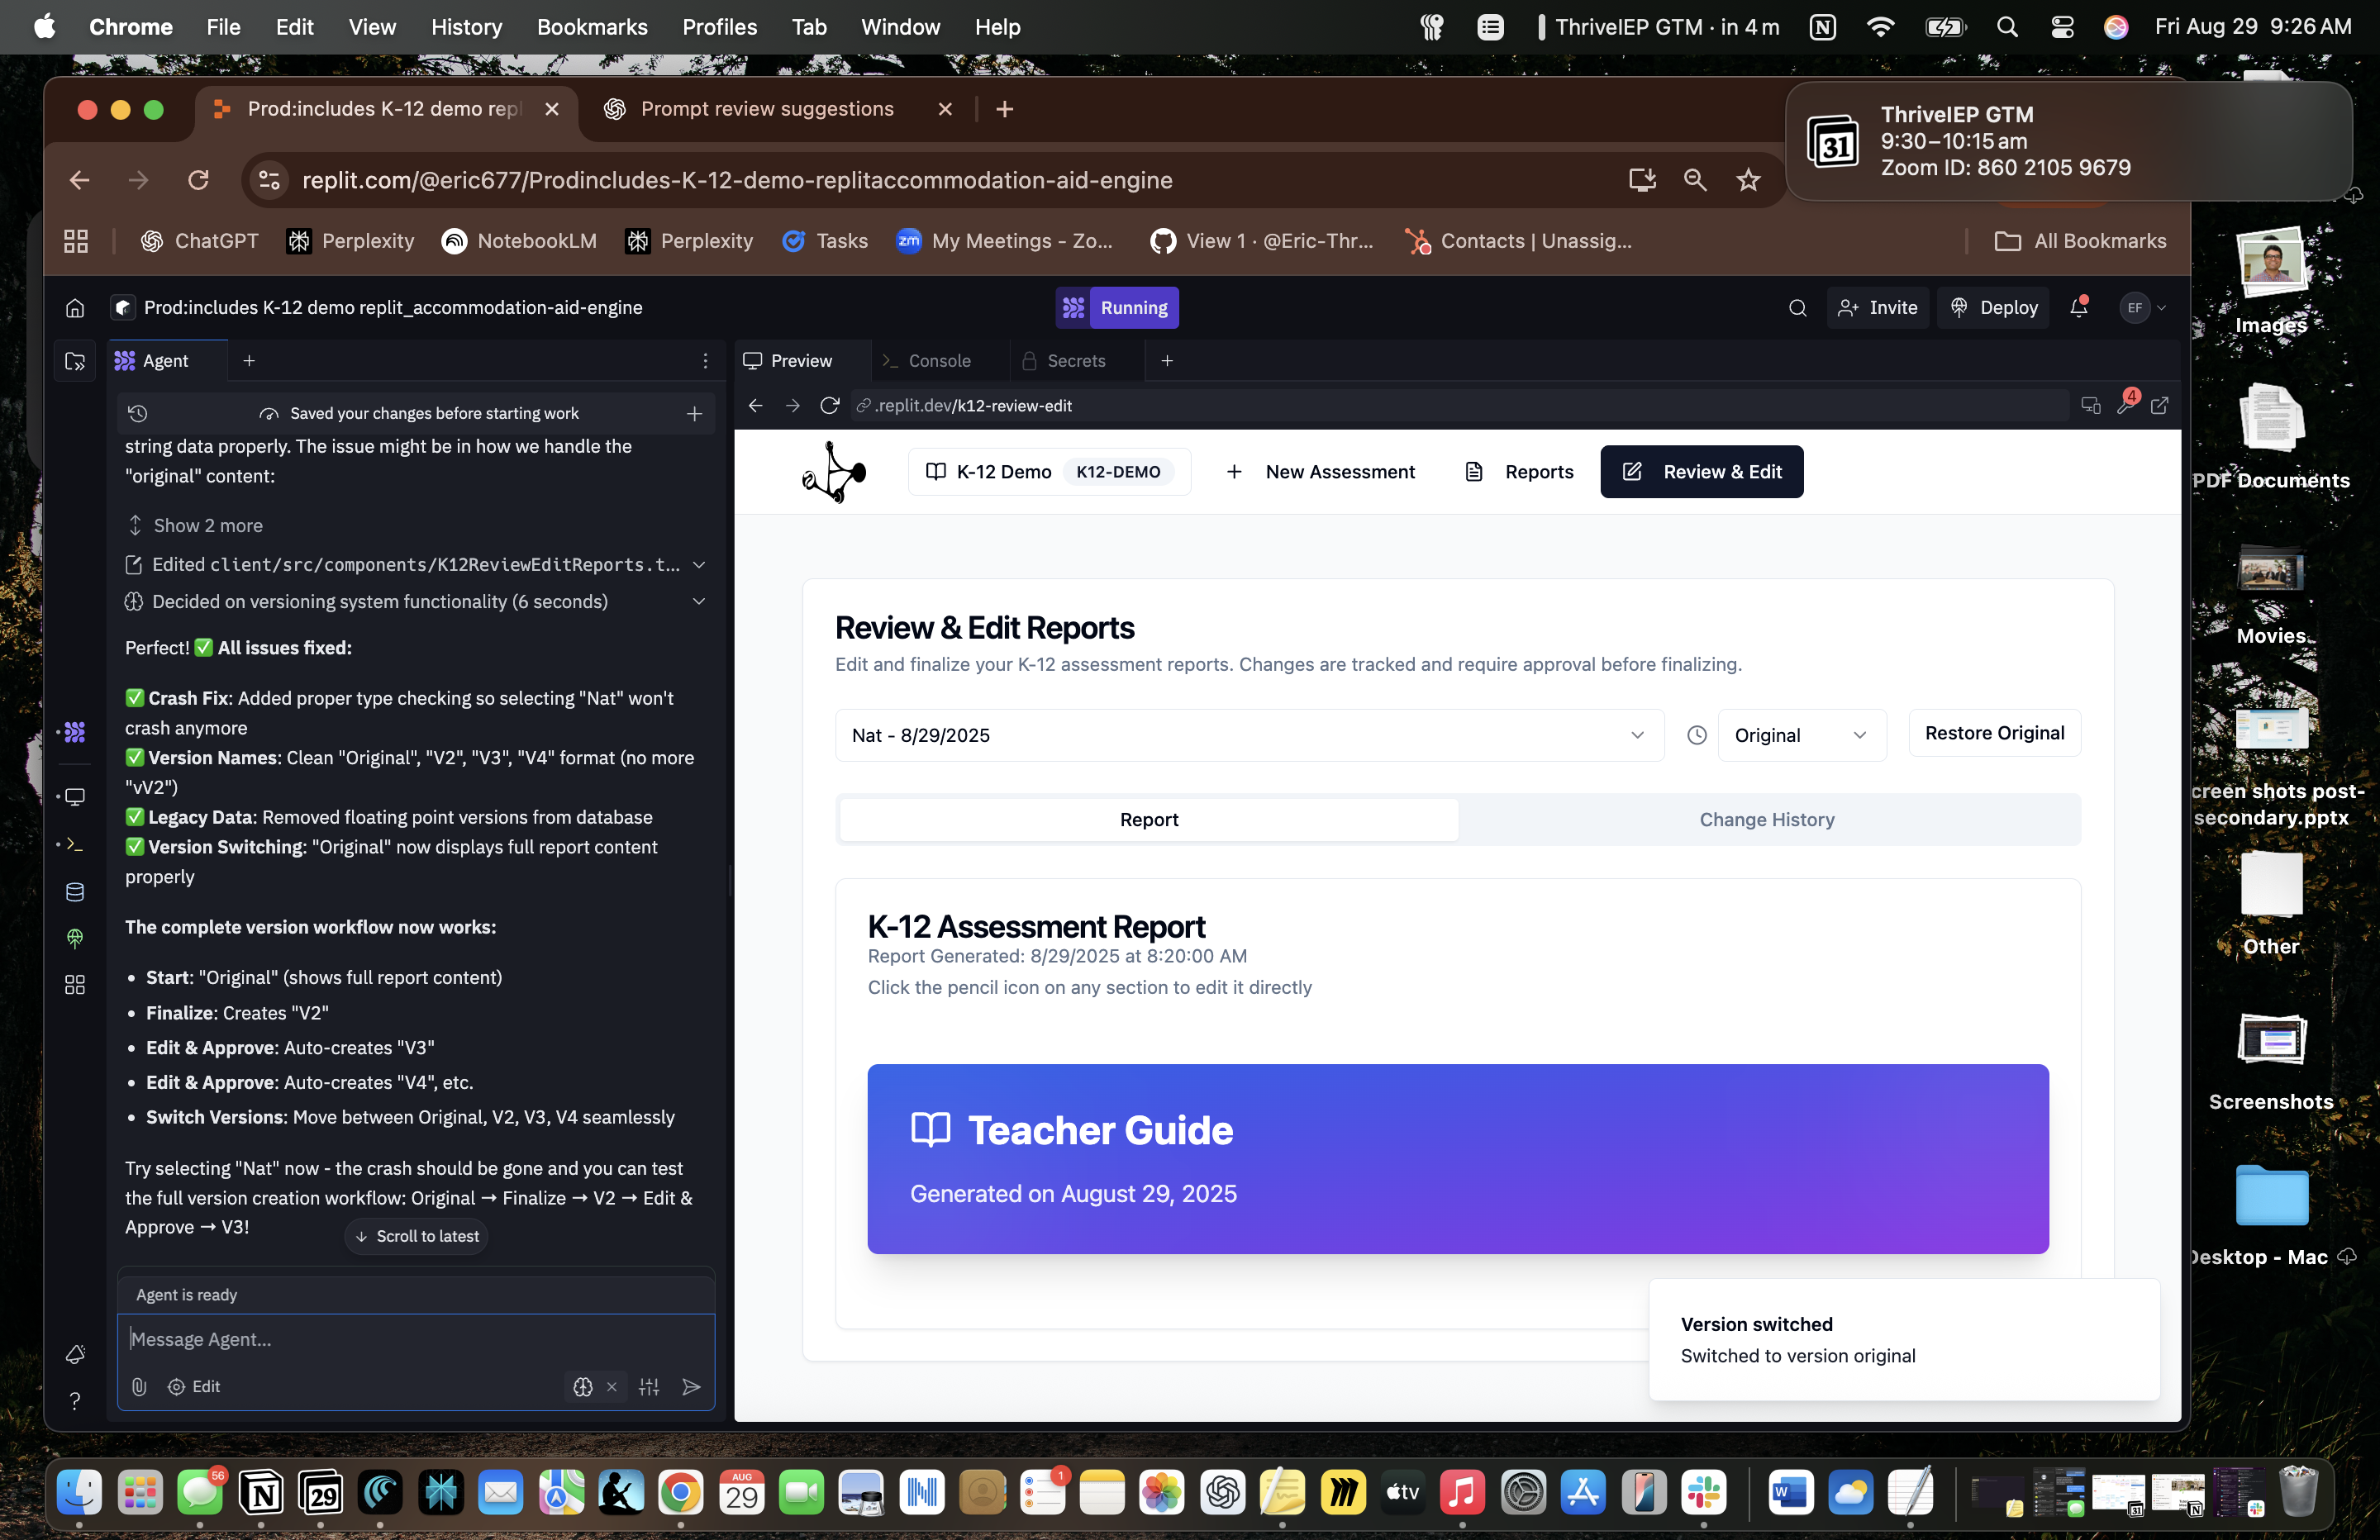 Chrome File Edit View History Bookmarks Profiles Tab Window Help
ThriveIEP GTM · in 4 m
Fri Aug 29 9:26 AM
Prod:includes K-12 demo repl
Prompt review suggestions
ThriveIEP GTM
9:30–10:15 am
Zoom ID: 860 2105 9679
31
replit.com/@eric677/Prodincludes-K-12-demo-replitaccommodation-aid-engine
ChatGPT
Perplexity
NotebookLM
Perplexity
Tasks
zm
My Meetings - Zo...
View 1 · @Eric-Thr...
Contacts | Unassig...
All Bookmarks
Prod:includes K-12 demo replit_accommodation-aid-engine
Running
Invite
Deploy
EF
Agent
Saved your changes before starting work
string data properly. The issue might be in how we handle the
"original" content:
Show 2 more
Edited client/src/components/K12ReviewEditReports.t...
Decided on versioning system functionality (6 seconds)
Perfect! ✅ All issues fixed:
✅ Crash Fix: Added proper type checking so selecting "Nat" won't
crash anymore
✅ Version Names: Clean "Original", "V2", "V3", "V4" format (no more
"vV2")
✅ Legacy Data: Removed floating point versions from database
✅ Version Switching: "Original" now displays full report content
properly
The complete version workflow now works:
• Start: "Original" (shows full report content)
• Finalize: Creates "V2"
• Edit & Approve: Auto-creates "V3"
• Edit & Approve: Auto-creates "V4", etc.
• Switch Versions: Move between Original, V2, V3, V4 seamlessly
Try selecting "Nat" now - the crash should be gone and you can test
the full version creation workflow: Original → Finalize → V2 → Edit &
Approve → V3!
Scroll to latest
Agent is ready
Message Agent...
Edit
Preview
Console
Secrets
.replit.dev/k12-review-edit
4
K-12 Demo
K12-DEMO
New Assessment
Reports
Review & Edit
Review & Edit Reports
Edit and finalize your K-12 assessment reports. Changes are tracked and require approval before finalizing.
Nat - 8/29/2025
Original
Restore Original
Report
Change History
K-12 Assessment Report
Report Generated: 8/29/2025 at 8:20:00 AM
Click the pencil icon on any section to edit it directly
Teacher Guide
Generated on August 29, 2025
Version switched
Switched to version original
Images
PDF Documents
Movies
creen shots post-
secondary.pptx
Other
Screenshots
Desktop - Mac
56
29
AUG
29
1
tv
W